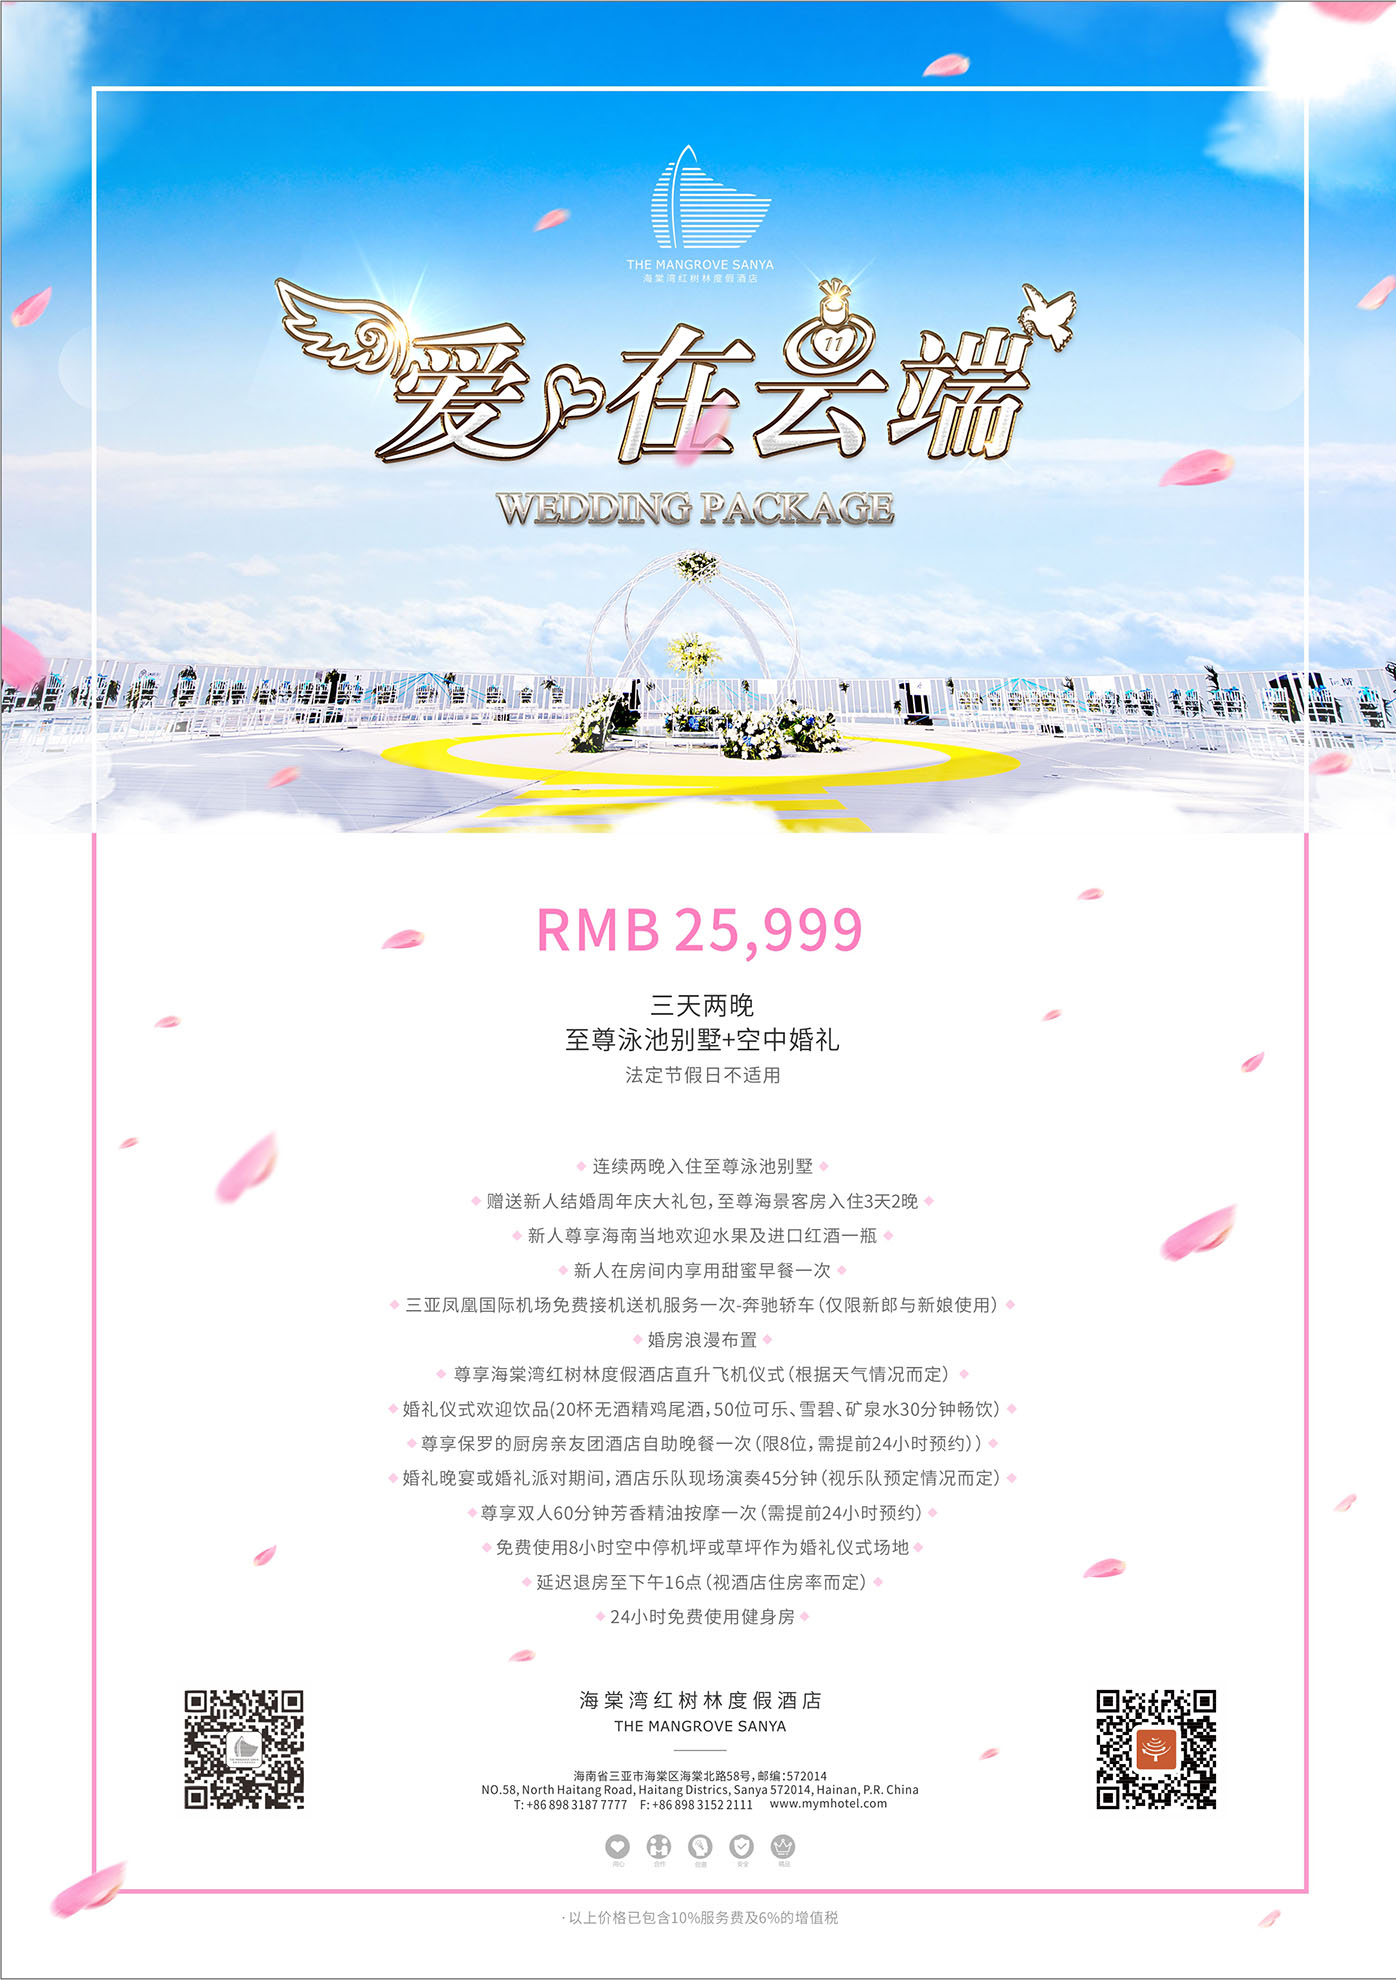 THE MANGROVE SANYA
海棠湾红树林度假酒店
爱在云端
11
WEDDING PACKAGE
RMB 25,999
三天两晚
至尊泳池别墅+空中婚礼
法定节假日不适用
连续两晚入住至尊泳池别墅
赠送新人结婚周年庆大礼包，至尊海景客房入住3天2晚
新人尊享海南当地欢迎水果及进口红酒一瓶
新人在房间内享用甜蜜早餐一次
三亚凤凰国际机场免费接机送机服务一次-奔驰轿车（仅限新郎与新娘使用）
婚房浪漫布置
尊享海棠湾红树林度假酒店直升飞机仪式（根据天气情况而定）
婚礼仪式欢迎饮品(20杯无酒精鸡尾酒，50位可乐、雪碧、矿泉水30分钟畅饮）
尊享保罗的厨房亲友团酒店自助晚餐一次（限8位，需提前24小时预约））
婚礼晚宴或婚礼派对期间，酒店乐队现场演奏45分钟（视乐队预定情况而定）
尊享双人60分钟芳香精油按摩一次（需提前24小时预约）
免费使用8小时空中停机坪或草坪作为婚礼仪式场地
延迟退房至下午16点（视酒店住房率而定）
24小时免费使用健身房
海棠湾红树林度假酒店
THE MANGROVE SANYA
海南省三亚市海棠区海棠北路58号，邮编：572014
NO.58, North Haitang Road, Haitang Districs, Sanya 572014, Hainan, P.R. China
T: +86 898 3187 7777 F: +86 898 3152 2111 www.mymhotel.com
用心 合作 创意 安全 精品
·以上价格已包含10%服务费及6%的增值税